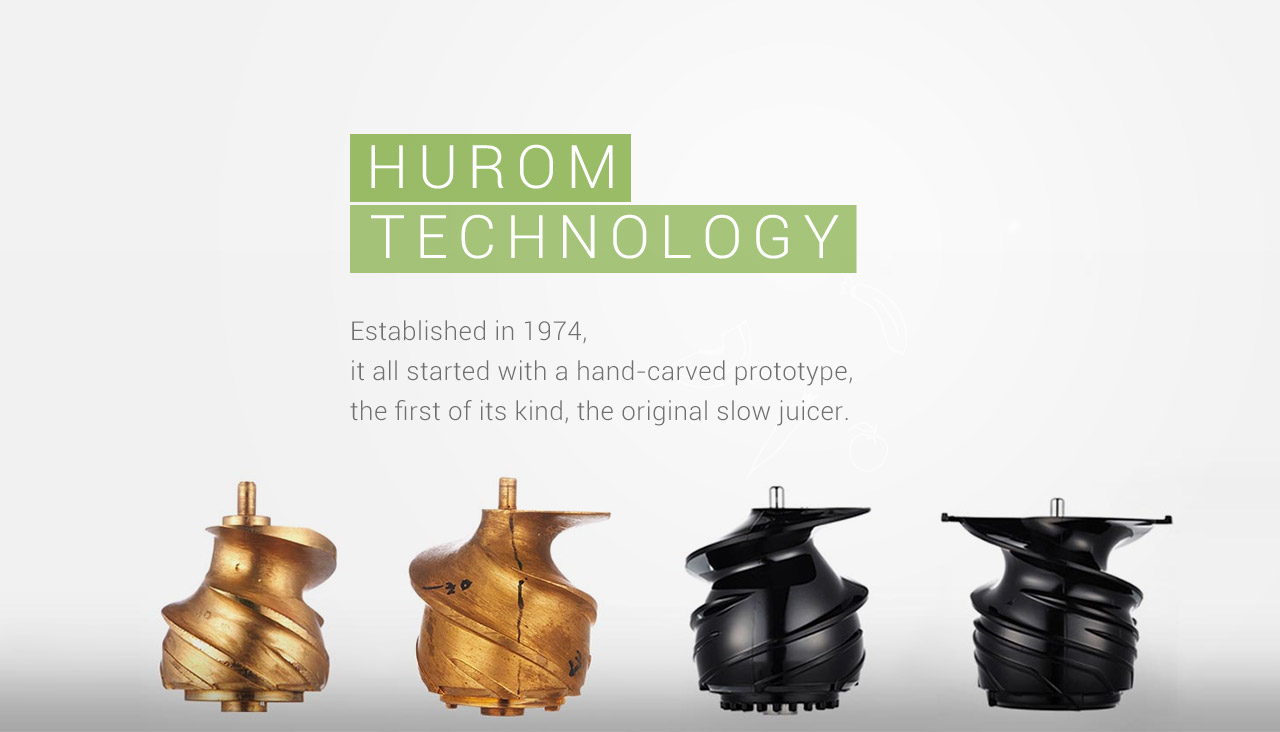 HUROM
TECHNOLOGY
Established in 1974,
it all started with a hand-carved prototype,
the first of its kind, the original slow juicer.